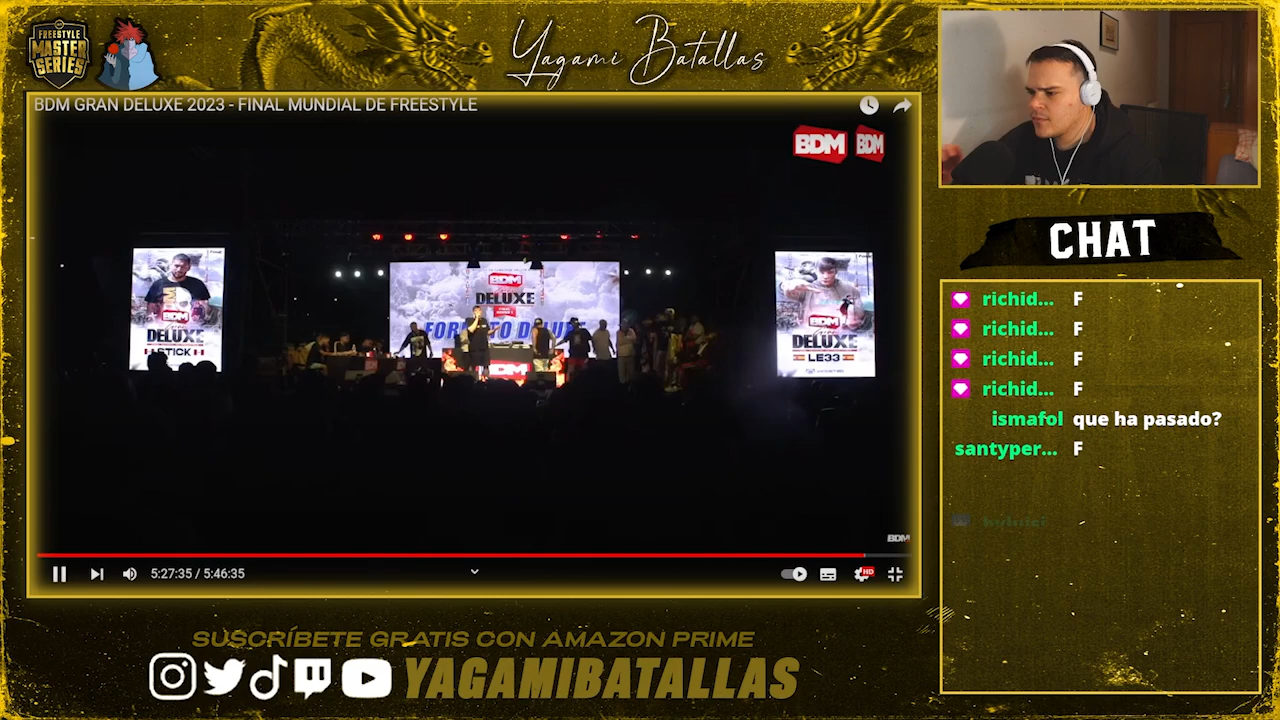 FREESTYLE
MASTER
SERIES
Yagami Batallas
BDM GRAN DELUXE 2023 - FINAL MUNDIAL DE FREESTYLE
BDM BDM
BDM
DELUXE
FORMATO DELUXE
BDM
BDM
DELUXE
STICK
BDM
DELUXE
LE33
BDM
5:27:35 / 5:46:35
HD
CHAT
richid... F
richid... F
richid... F
richid... F
ismafol que ha pasado?
santyper... F
SUSCRÍBETE GRATIS CON AMAZON PRIME
YAGAMIBATALLAS